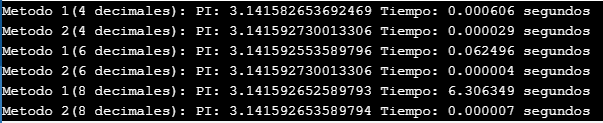 Metodo 1(4 decimales): PI: 3.141582653692469 Tiempo: 0.000606 segundos
Metodo 2(4 decimales): PI: 3.141592730013306 Tiempo: 0.000029 segundos
Metodo 1(6 decimales): PI: 3.141592553589796 Tiempo: 0.062496 segundos
Metodo 2(6 decimales): PI: 3.141592730013306 Tiempo: 0.000004 segundos
Metodo 1(8 decimales): PI: 3.141592652589793 Tiempo: 6.306349 segundos
Metodo 2(8 decimales): PI: 3.141592653589794 Tiempo: 0.000007 segundos